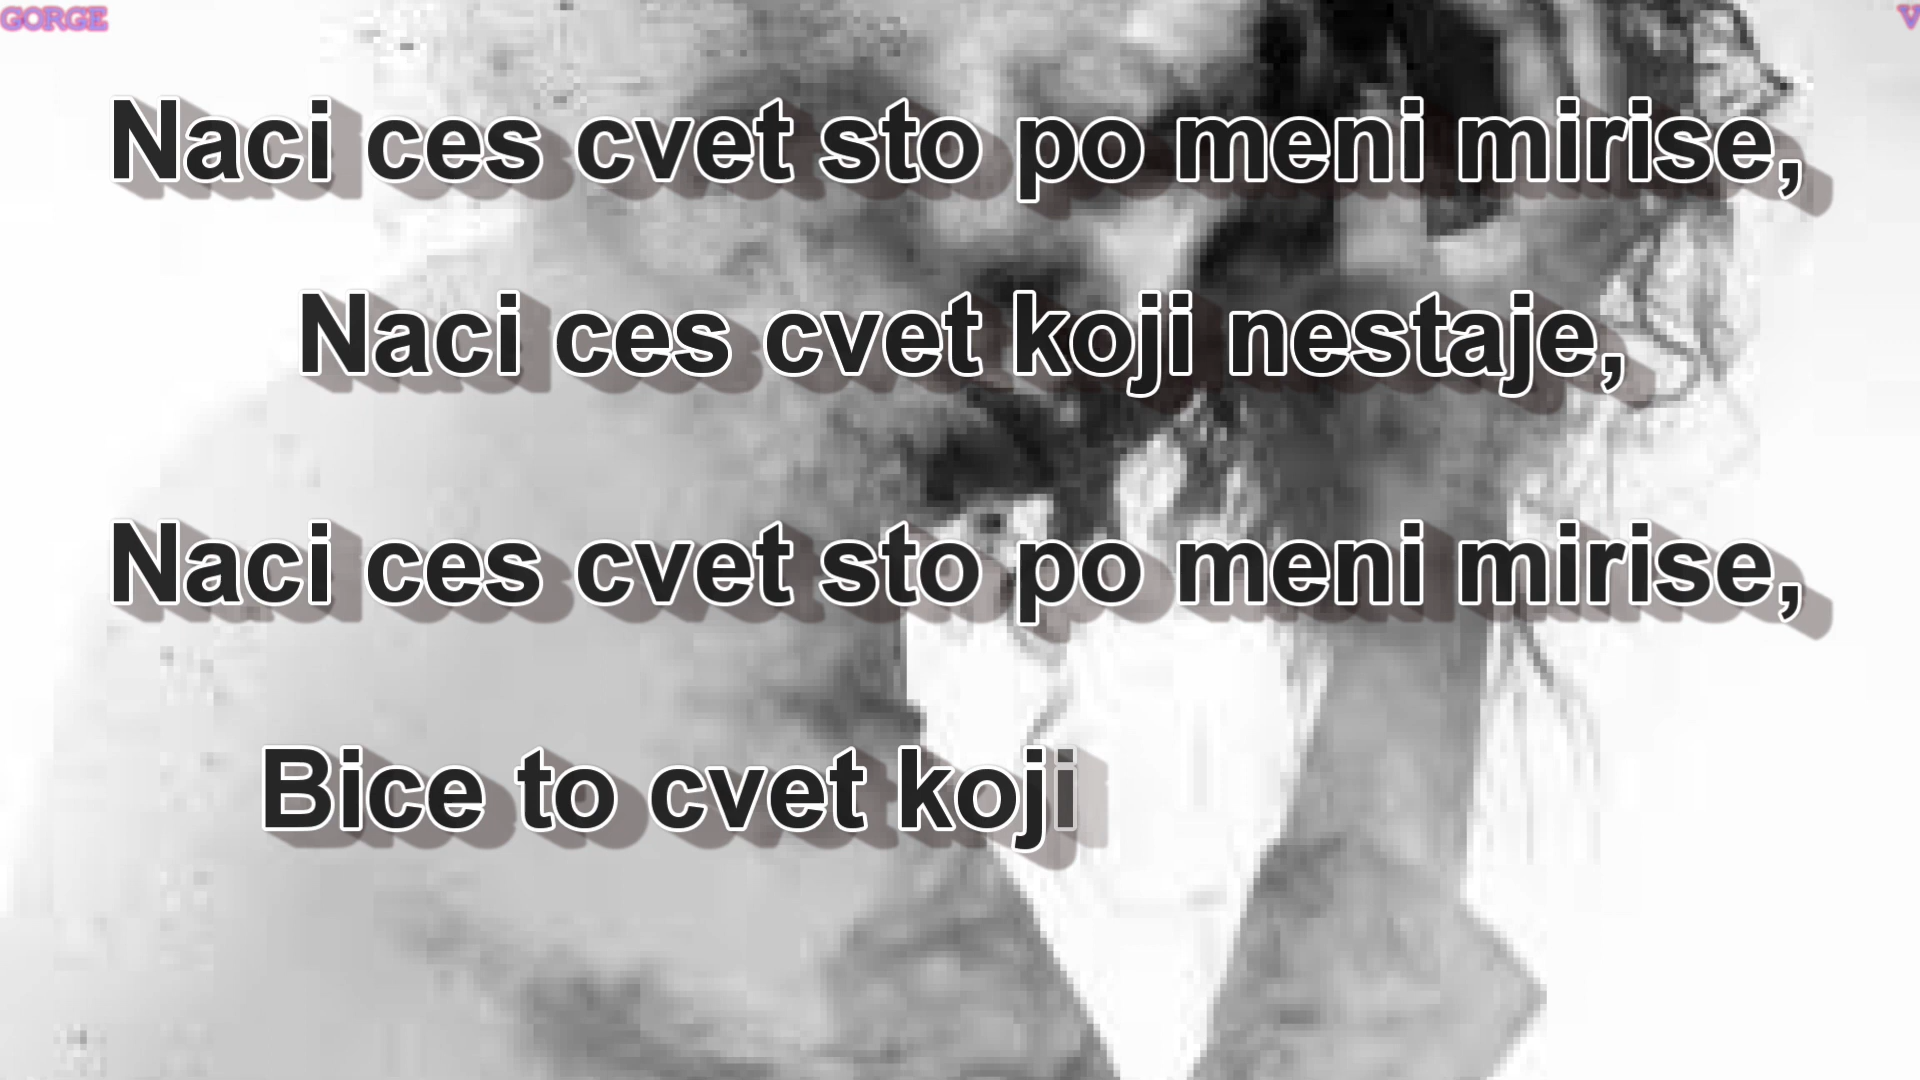 GORGE
V
Naci ces cvet sto po meni mirise,
Naci ces cvet koji nestaje,
Naci ces cvet sto po meni mirise,
Bice to cvet koji